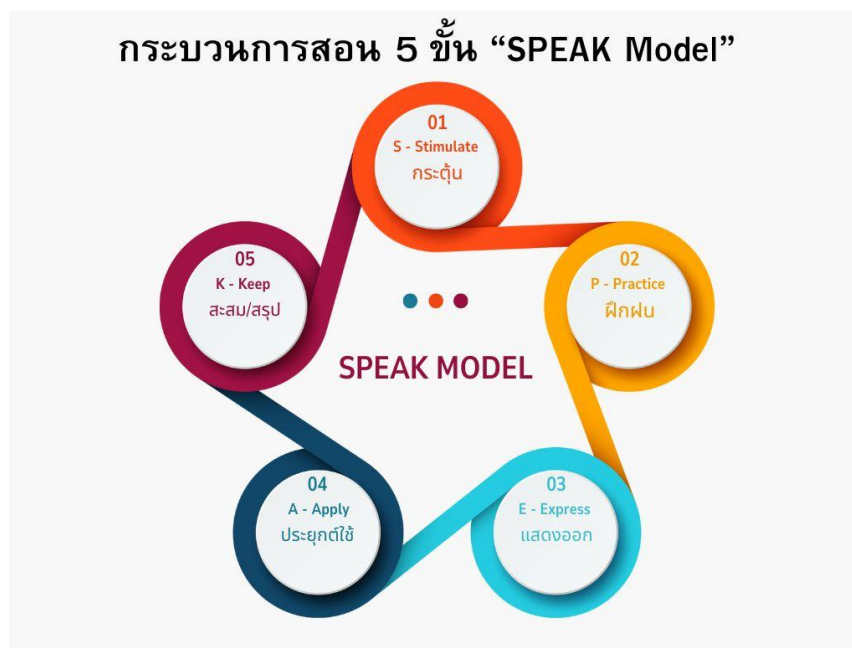 กระบวนการสอน 5 ขั้น “SPEAK Model”
01
S - Stimulate
กระตุ้น
02
P - Practice
ฝึกฝน
03
E - Express
แสดงออก
04
A - Apply
ประยุกต์ใช้
05
K - Keep
สะสม/สรุป
SPEAK MODEL